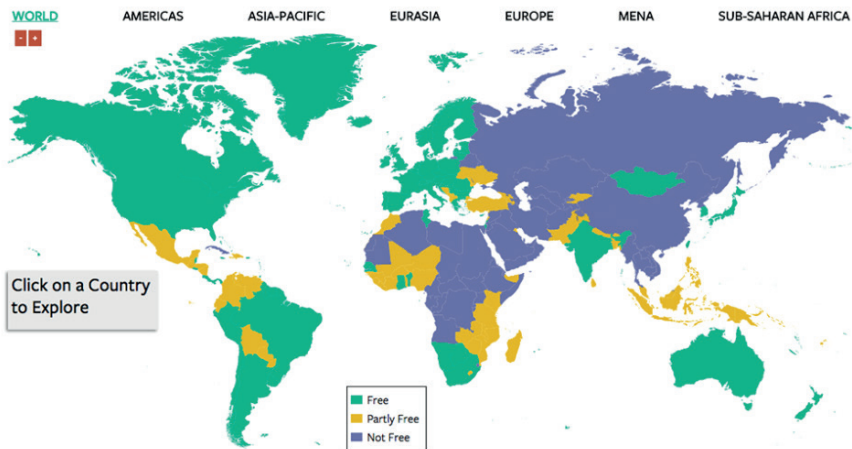 WORLD AMERICAS ASIA-PACIFIC EURASIA EUROPE MENA SUB-SAHARAN AFRICA
- +
Click on a Country
to Explore
Free
Partly Free
Not Free